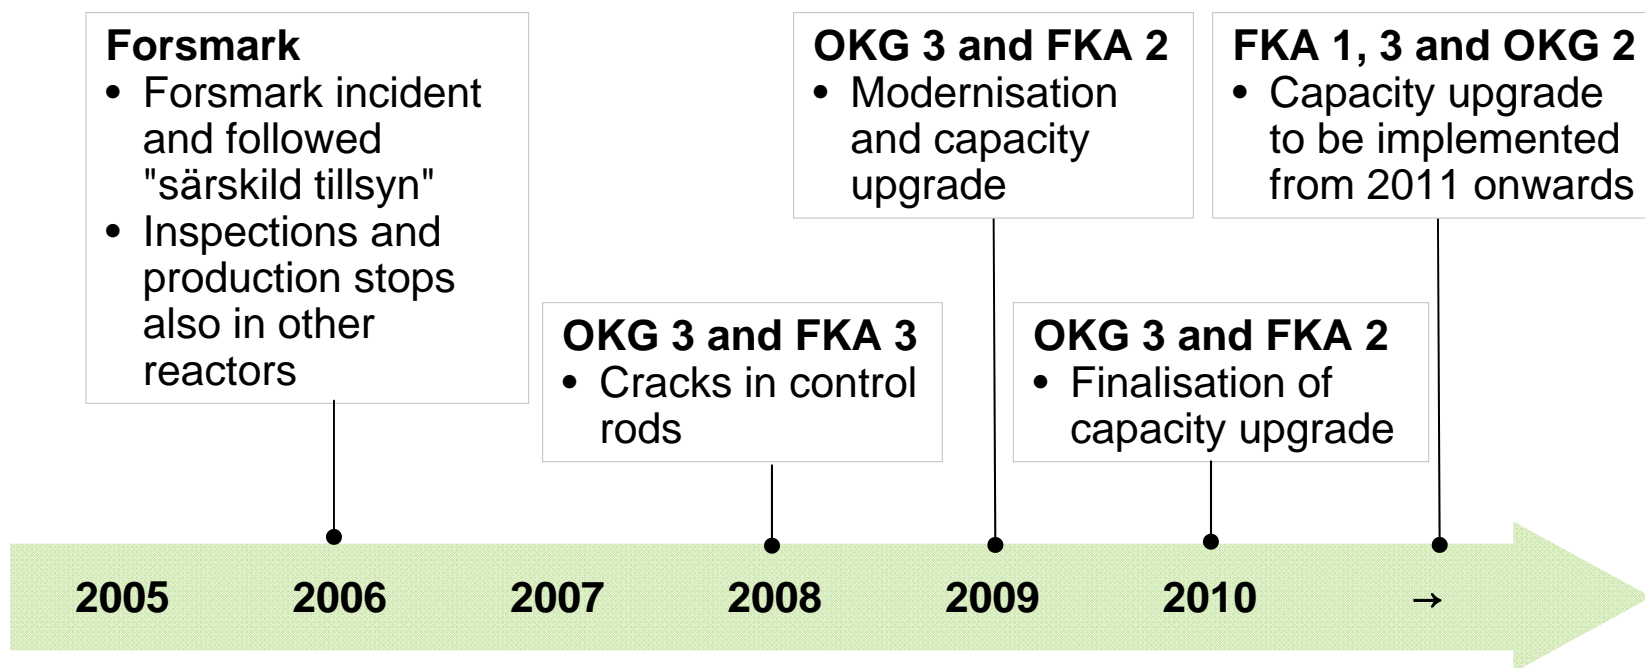 Forsmark
• Forsmark incident
and followed
"särskild tillsyn"
• Inspections and
production stops
also in other
reactors
OKG 3 and FKA 3
• Cracks in control
rods
OKG 3 and FKA 2
• Modernisation
and capacity
upgrade
OKG 3 and FKA 2
• Finalisation of
capacity upgrade
FKA 1, 3 and OKG 2
• Capacity upgrade
to be implemented
from 2011 onwards
2005 2006 2007 2008 2009 2010 →